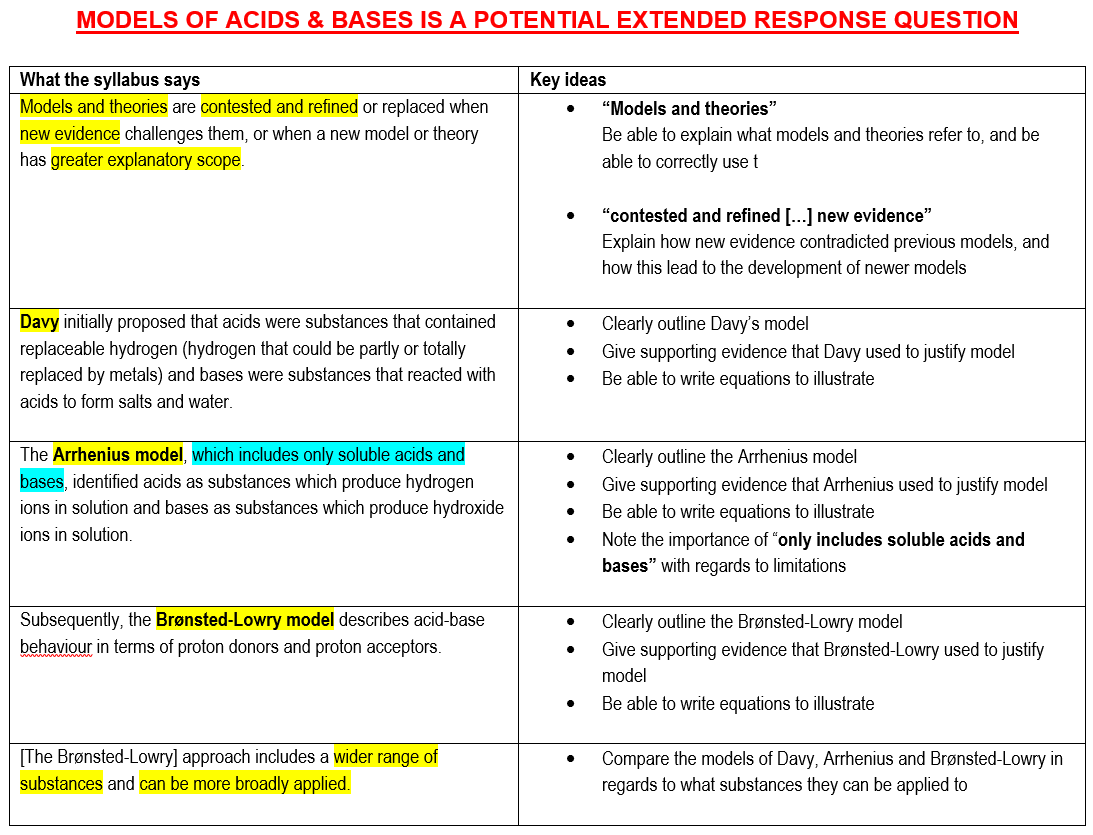 MODELS OF ACIDS & BASES IS A POTENTIAL EXTENDED RESPONSE QUESTION
What the syllabus says
Key ideas
Models and theories are contested and refined or replaced when
new evidence challenges them, or when a new model or theory
has greater explanatory scope.
• “Models and theories”
Be able to explain what models and theories refer to, and be
able to correctly use t
• “contested and refined […] new evidence”
Explain how new evidence contradicted previous models, and
how this lead to the development of newer models
Davy initially proposed that acids were substances that contained
replaceable hydrogen (hydrogen that could be partly or totally
replaced by metals) and bases were substances that reacted with
acids to form salts and water.
• Clearly outline Davy’s model
• Give supporting evidence that Davy used to justify model
• Be able to write equations to illustrate
The Arrhenius model, which includes only soluble acids and
bases, identified acids as substances which produce hydrogen
ions in solution and bases as substances which produce hydroxide
ions in solution.
• Clearly outline the Arrhenius model
• Give supporting evidence that Arrhenius used to justify model
• Be able to write equations to illustrate
• Note the importance of “only includes soluble acids and
bases” with regards to limitations
Subsequently, the Brønsted-Lowry model describes acid-base
behaviour in terms of proton donors and proton acceptors.
• Clearly outline the Brønsted-Lowry model
• Give supporting evidence that Brønsted-Lowry used to justify
model
• Be able to write equations to illustrate
[The Brønsted-Lowry] approach includes a wider range of
substances and can be more broadly applied.
• Compare the models of Davy, Arrhenius and Brønsted-Lowry in
regards to what substances they can be applied to